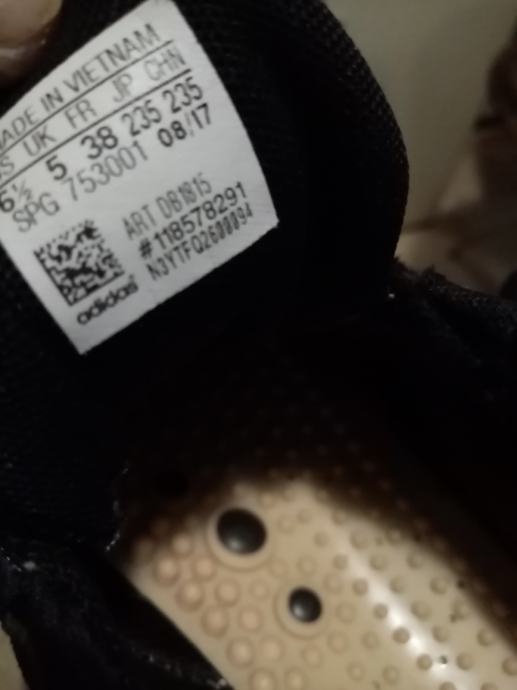 MADE IN VIETNAM
US UK FR JP CHN
6½ 5 38 235 235
SPG 753001 08/17
ART DB1815
#118578291
N3YTFQ2600094
adidas